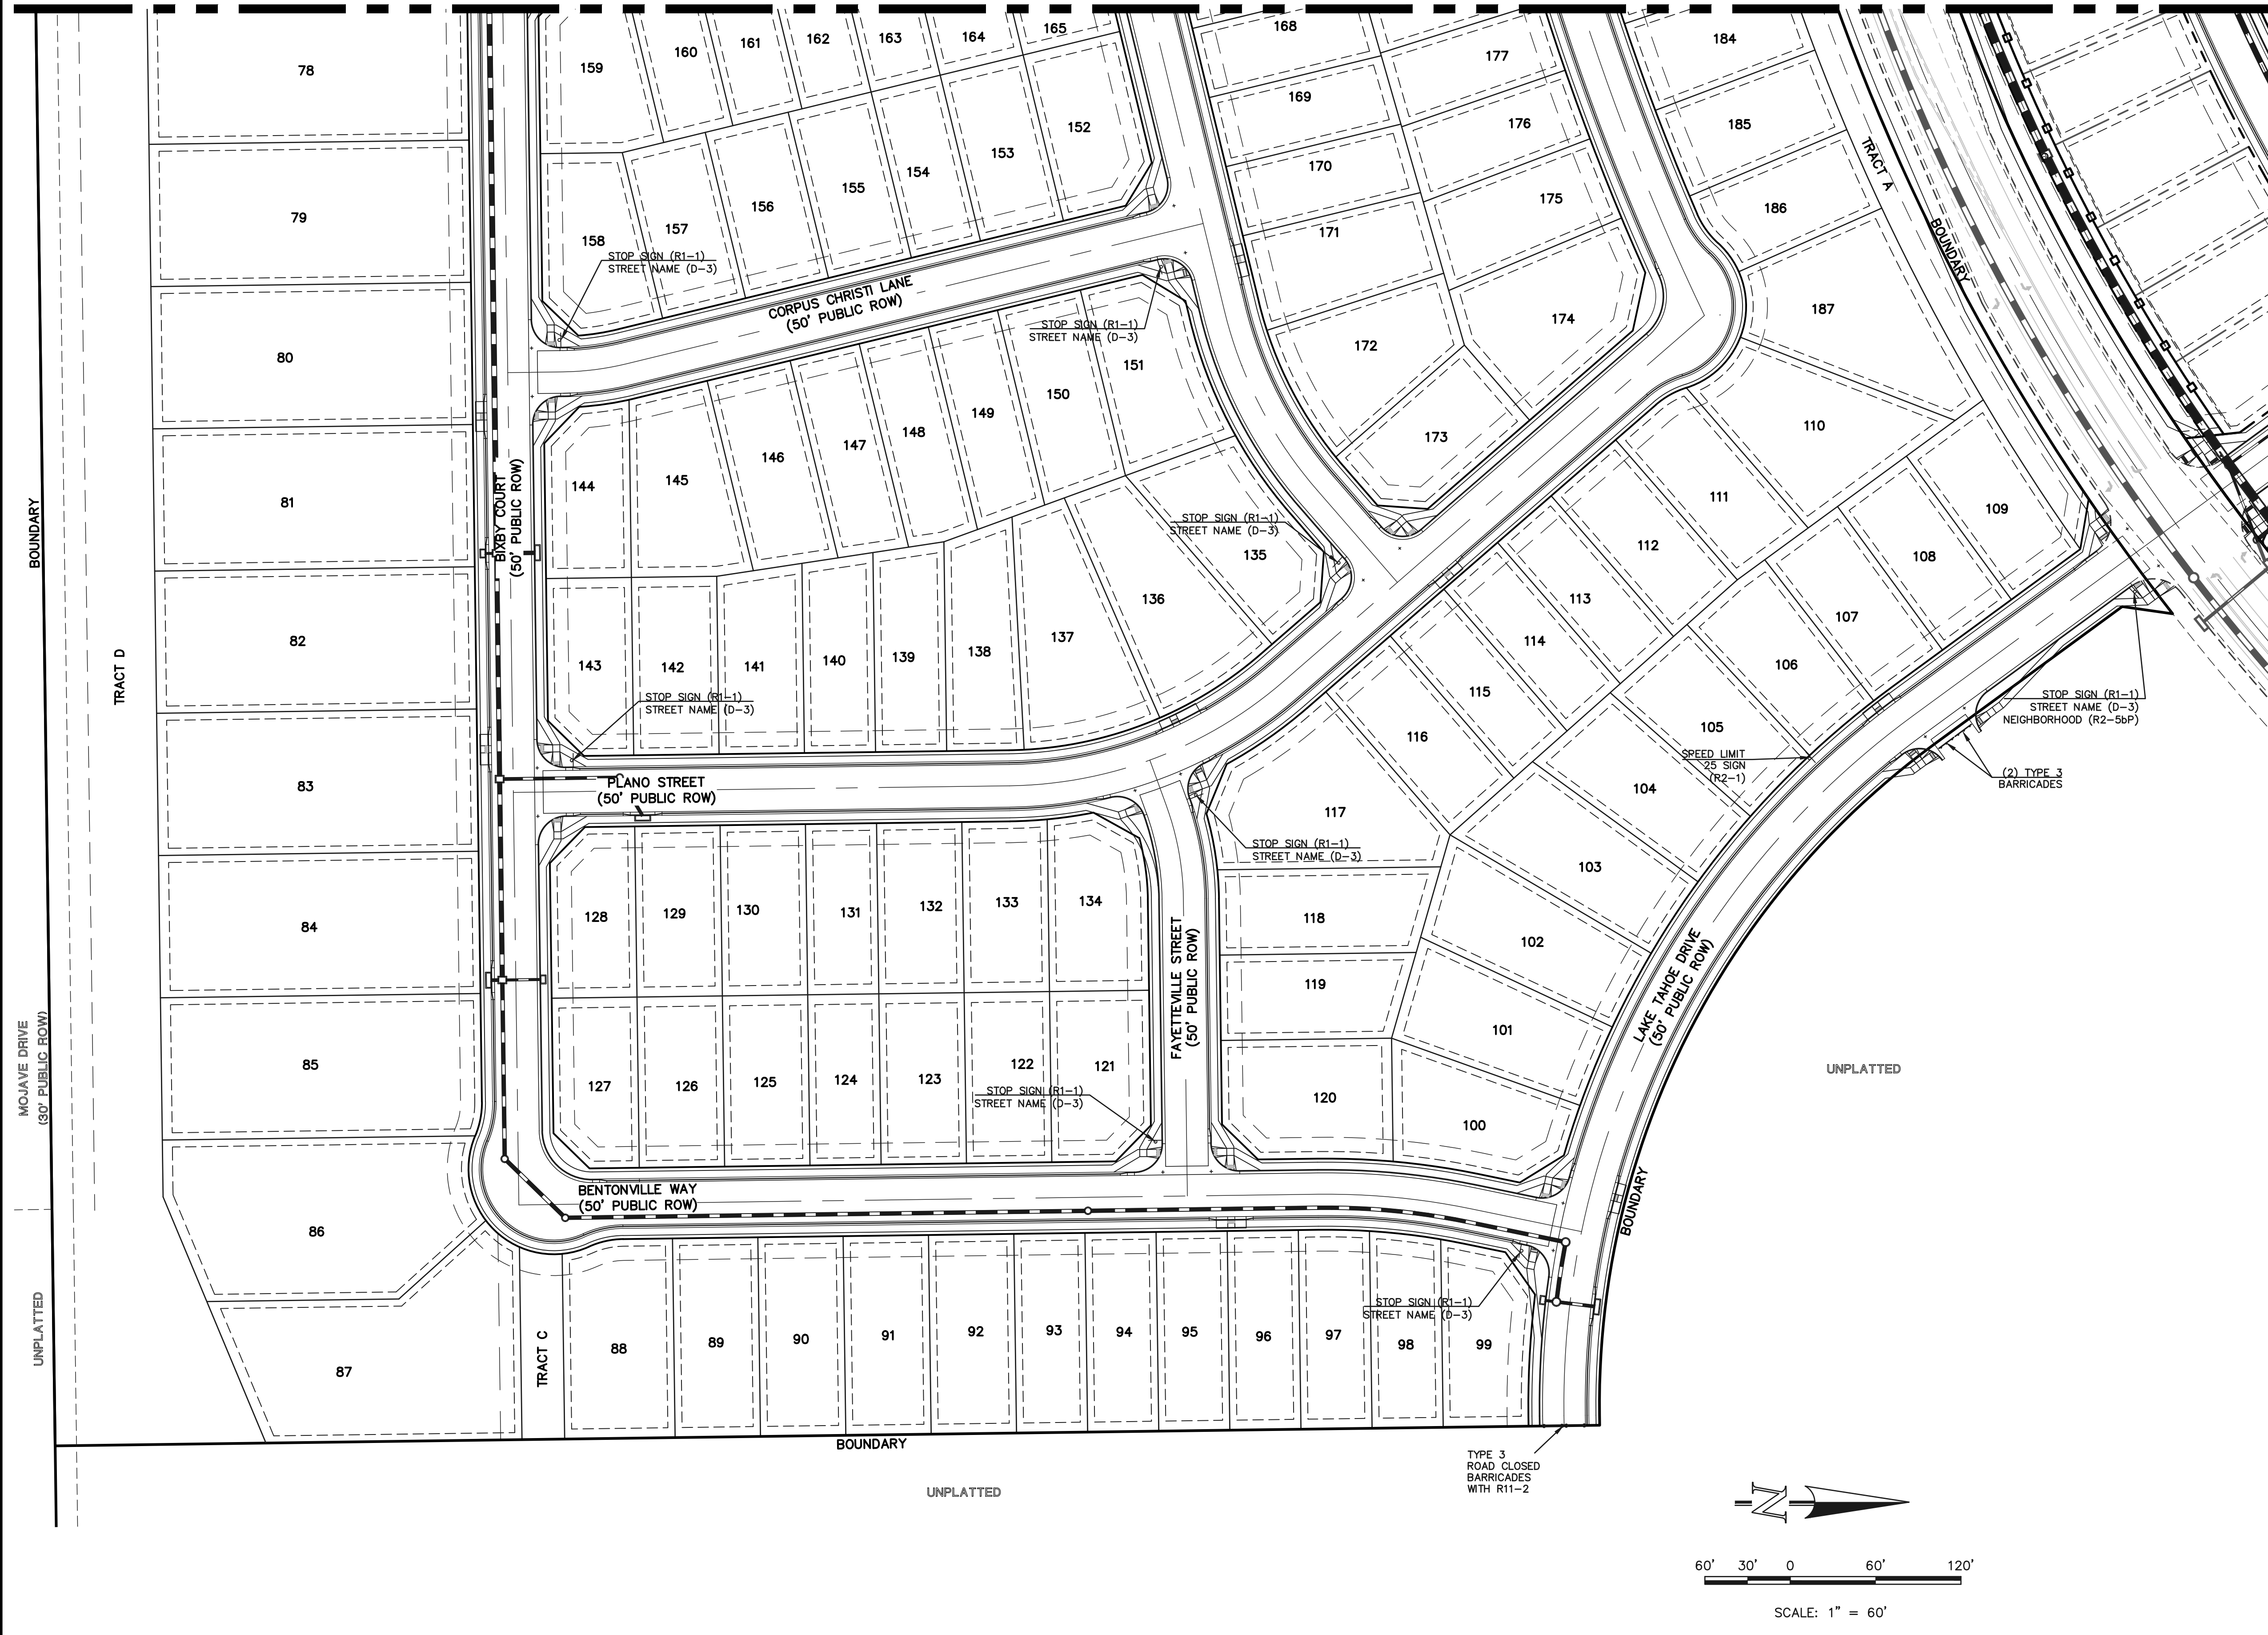 165
168
164
163
162
161
160
159
78
184
177
169
185
176
152
153
170
154
155
175
156
157
158
79
186
171
TRACT A
BOUNDARY
STOP SIGN (R1-1)
STREET NAME (D-3)
CORPUS CHRISTI LANE
(50' PUBLIC ROW)
STOP SIGN (R1-1)
STREET NAME (D-3)
174
187
172
80
151
150
149
148
147
146
145
144
173
110
111
109
81
BOUNDARY
BIXBY COURT
(50' PUBLIC ROW)
STOP SIGN (R1-1)
STREET NAME (D-3)
135
112
108
113
136
107
114
137
138
139
140
141
142
143
82
106
115
TRACT D
STOP SIGN (R1-1)
STREET NAME (D-3)
STOP SIGN (R1-1)
STREET NAME (D-3)
NEIGHBORHOOD (R2-5bP)
105
116
SPEED LIMIT
25 SIGN
(R2-1)
(2) TYPE 3
BARRICADES
83
PLANO STREET
(50' PUBLIC ROW)
104
117
STOP SIGN (R1-1)
STREET NAME (D-3)
103
128
129
130
131
132
133
134
118
102
84
FAYETTEVILLE STREET
(50' PUBLIC ROW)
LAKE TAHOE DRIVE
(50' PUBLIC ROW)
119
101
85
MOJAVE DRIVE
(30' PUBLIC ROW)
127
126
125
124
123
122
121
STOP SIGN (R1-1)
STREET NAME (D-3)
120
100
UNPLATTED
BENTONVILLE WAY
(50' PUBLIC ROW)
BOUNDARY
86
UNPLATTED
STOP SIGN (R1-1)
STREET NAME (D-3)
87
TRACT C
88
89
90
91
92
93
94
95
96
97
98
99
BOUNDARY
TYPE 3
ROAD CLOSED
BARRICADES
WITH R11-2
UNPLATTED
N
60' 30' 0 60' 120'
SCALE: 1" = 60'